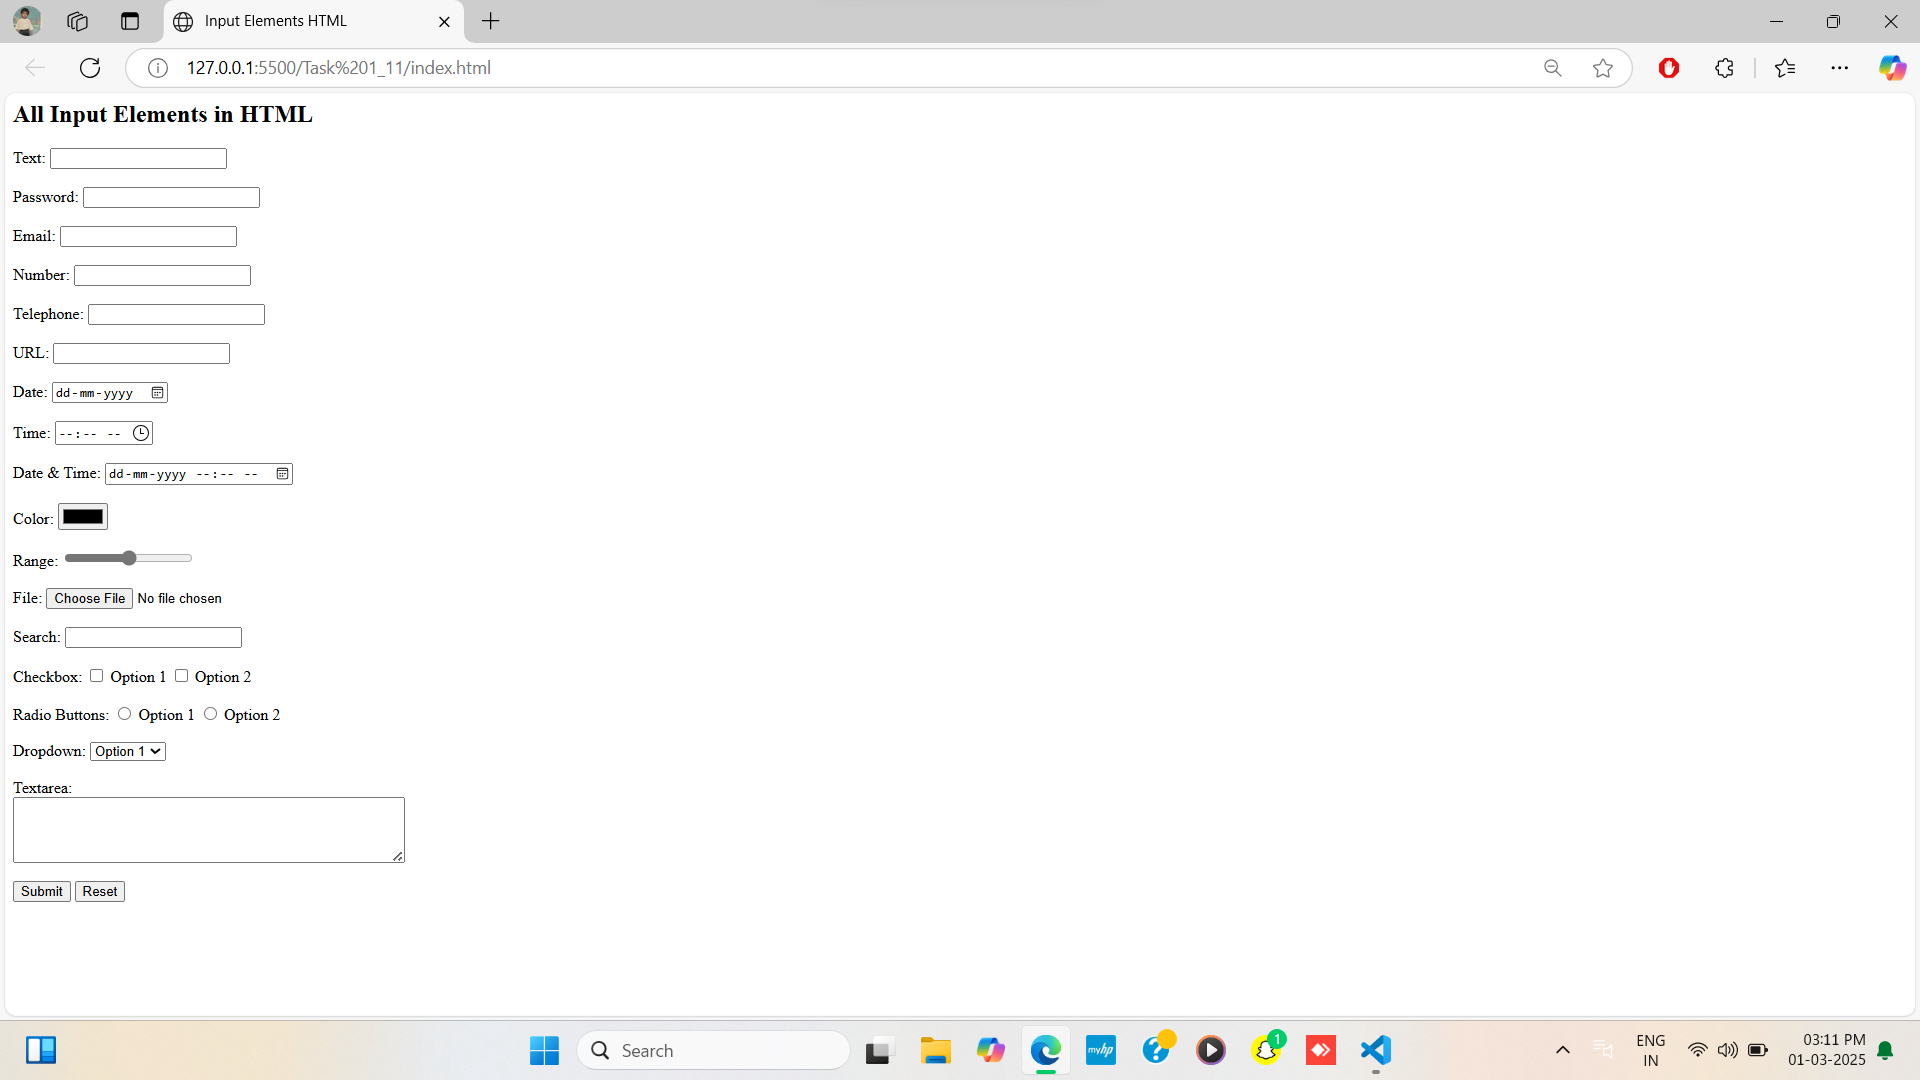 Input Elements HTML
127.0.0.1:5500/Task%201_11/index.html
All Input Elements in HTML
Text:
Password:
Email:
Number:
Telephone:
URL:
Date: dd-mm-yyyy
Time: --:-- --
Date & Time: dd-mm-yyyy --:-- --
Color:
Range:
File: Choose File No file chosen
Search:
Checkbox: Option 1 Option 2
Radio Buttons: Option 1 Option 2
Dropdown: Option 1
Textarea:
Submit Reset
Search
myhp
?
1
ENG
IN
03:11 PM
01-03-2025